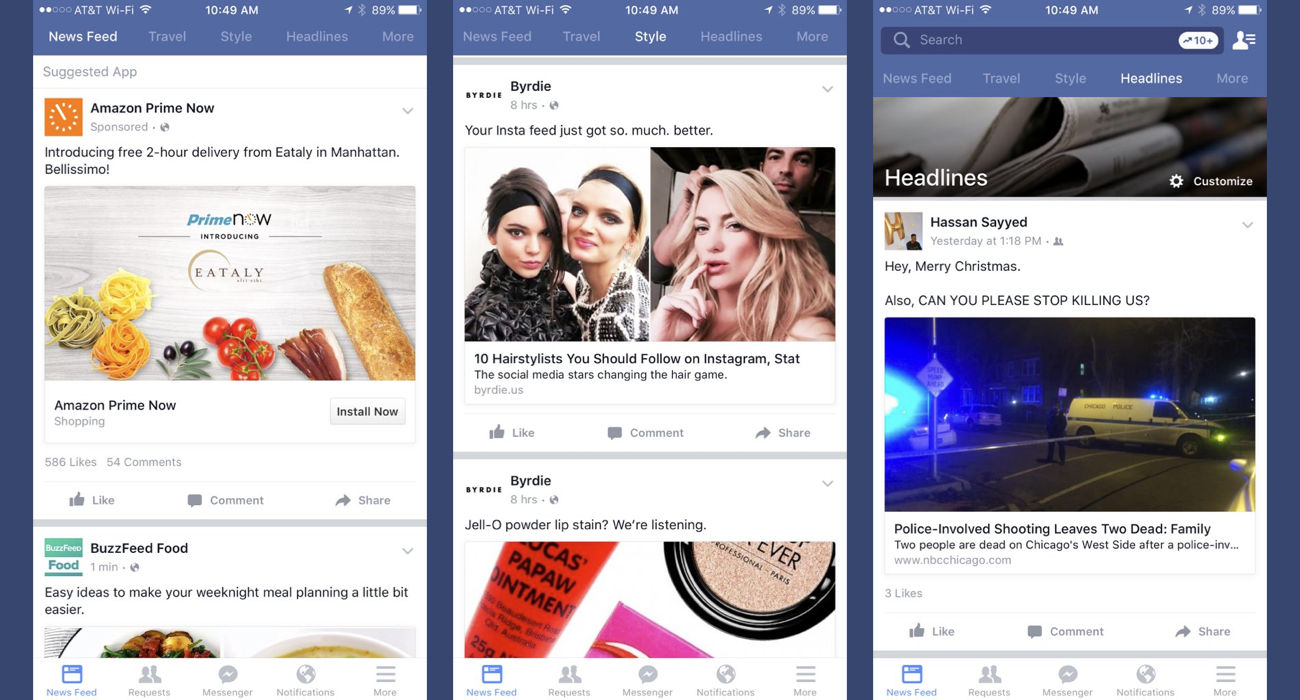 AT&T Wi-Fi 10:49 AM 89%
News Feed Travel Style Headlines More
Suggested App
Amazon Prime Now
Sponsored
Introducing free 2-hour delivery from Eataly in Manhattan.
Bellissimo!
PrimeNow
INTRODUCING
EATALY
Amazon Prime Now
Shopping
Install Now
586 Likes 54 Comments
Like Comment Share
BuzzFeed
Food
BuzzFeed Food
1 min
Easy ideas to make your weeknight meal planning a little bit
easier.
News Feed Requests Messenger Notifications More
AT&T Wi-Fi 10:49 AM 89%
News Feed Travel Style Headlines More
BYRDIE
Byrdie
8 hrs
Your Insta feed just got so. much. better.
10 Hairstylists You Should Follow on Instagram, Stat
The social media stars changing the hair game.
byrdie.us
Like Comment Share
BYRDIE
Byrdie
8 hrs
Jell-O powder lip stain? We're listening.
LUCAS'
PAPAW
OINTMENT
25g
EVER
PROFESSIONAL - PARIS
News Feed Requests Messenger Notifications More
AT&T Wi-Fi 10:49 AM 89%
Search 10+
News Feed Travel Style Headlines More
Headlines
Customize
Hassan Sayyed
Yesterday at 1:18 PM
Hey, Merry Christmas.
Also, CAN YOU PLEASE STOP KILLING US?
SPEED
HUMP
AHEAD
CHICAGO POLICE
Police-Involved Shooting Leaves Two Dead: Family
Two people are dead on Chicago's West Side after a police-inv...
www.nbcchicago.com
3 Likes
Like Comment Share
News Feed Requests Messenger Notifications More